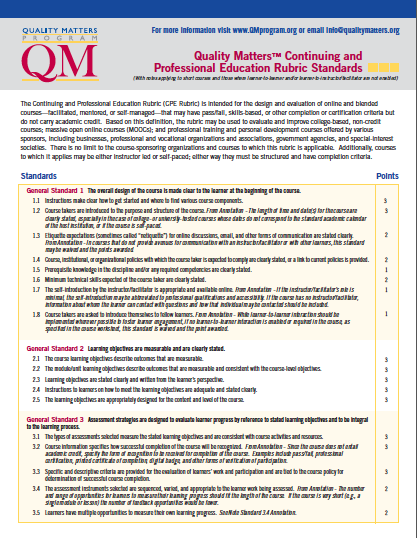 QUALITY MATTERS
PROGRAM
QM
For more information visit www.QMprogram.org or email info@qualitymatters.org
Quality Matters™ Continuing and
Professional Education Rubric Standards
(With notes applying to short courses and those where learner-to-learner and/or learner-to-instructor/facilitator are not enabled)
The Continuing and Professional Education Rubric (CPE Rubric) is intended for the design and evaluation of online and blended
courses—facilitated, mentored, or self-managed—that may have pass/fail, skills-based, or other completion or certification criteria but
do not carry academic credit. Based on this definition, the rubric may be used to evaluate and improve college-based, non-credit
courses; massive open online courses (MOOCs); and professional training and personal development courses offered by various
sponsors, including businesses, professional and vocational organizations and associations, government agencies, and special-interest
societies. There is no limit to the course-sponsoring organizations and courses to which this rubric is applicable. Additionally, courses
to which it applies may be either instructor led or self-paced; either way they must be structured and have completion criteria.
Standards Points
General Standard 1 The overall design of the course is made clear to the learner at the beginning of the course.
1.1 Instructions make clear how to get started and where to find various course components. 3
1.2 Course takers are introduced to the purpose and structure of the course. From Annotation – The length of time and date(s) for the course are 3
clearly stated, especially in the case of college- or university-hosted courses whose dates do not correspond to the standard academic calendar
of the host institution, or if the course is self-paced.
1.3 Etiquette expectations (sometimes called "netiquette") for online discussions, email, and other forms of communication are stated clearly. 2
From Annotation – In courses that do not provide avenues for communication with an instructor/facilitator or with other learners, this standard
may be waived and the points awarded.
1.4 Course, institutional, or organizational policies with which the course taker is expected to comply are clearly stated, or a link to current policies is provided. 2
1.5 Prerequisite knowledge in the discipline and/or any required competencies are clearly stated. 1
1.6 Minimum technical skills expected of the course taker are clearly stated. 2
1.7 The self-introduction by the instructor/facilitator is appropriate and available online. From Annotation – If the instructor/facilitator's role is 1
minimal, the self-introduction may be abbreviated to professional qualifications and accessibility. If the course has no instructor/facilitator,
information about whom the learner can contact with questions and how that individual may be contacted should be included.
1.8 Course takers are asked to introduce themselves to fellow learners. From Annotation – While learner-to-learner interaction should be 1
implemented wherever possible to foster learner engagement, if no learner-to-learner interaction is enabled or required in the course, as
specified in the course worksheet, this standard is waived and the point awarded.
General Standard 2 Learning objectives are measurable and are clearly stated.
2.1 The course learning objectives describe outcomes that are measurable. 3
2.2 The module/unit learning objectives describe outcomes that are measurable and consistent with the course-level objectives. 3
2.3 Learning objectives are stated clearly and written from the learner's perspective. 3
2.4 Instructions to learners on how to meet the learning objectives are adequate and stated clearly. 3
2.5 The learning objectives are appropriately designed for the content and level of the course. 3
General Standard 3 Assessment strategies are designed to evaluate learner progress by reference to stated learning objectives and to be integral
to the learning process.
3.1 The types of assessments selected measure the stated learning objectives and are consistent with course activities and resources. 3
3.2 Course information specifies how successful completion of the course will be recognized. From Annotation – Since the course does not entail 3
academic credit, specify the form of recognition to be received for completion of the course. Examples include pass/fail, professional
certification, printed certificate of completion, digital badge, and other forms of verification of participation.
3.3 Specific and descriptive criteria are provided for the evaluation of learners' work and participation and are tied to the course policy for 3
determination of successful course completion.
3.4 The assessment instruments selected are sequenced, varied, and appropriate to the learner work being assessed. From Annotation – The number 2
and range of opportunities for learners to measure their learning progress should fit the length of the course. If the course is very short (e.g., a
single module or lesson) the number of feedback opportunities would be fewer.
3.5 Learners have multiple opportunities to measure their own learning progress. See Note Standard 3.4 Annotation. 2